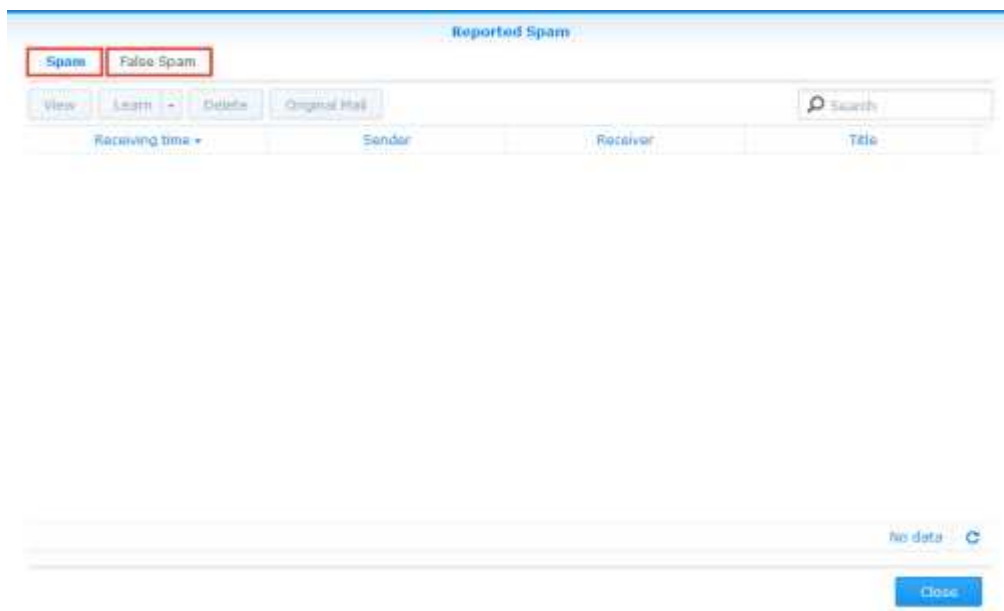 Reported Spam
Spam False Spam
View Learn Delete Original Mail Search
Receiving time Sender Receiver Title
No data
Close